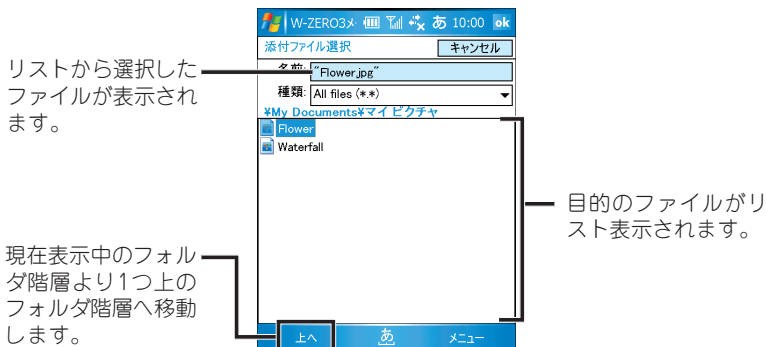 W-ZERO3メ あ 10:00 ok
添付ファイル選択 キャンセル
名前: "Flower.jpg"
種類: All files (*.*)
¥My Documents¥マイ ピクチャ
Flower
Waterfall
上へ あ メニュー
リストから選択した
ファイルが表示され
ます。
現在表示中のフォル
ダ階層より1つ上の
フォルダ階層へ移動
します。
目的のファイルがリ
スト表示されます。